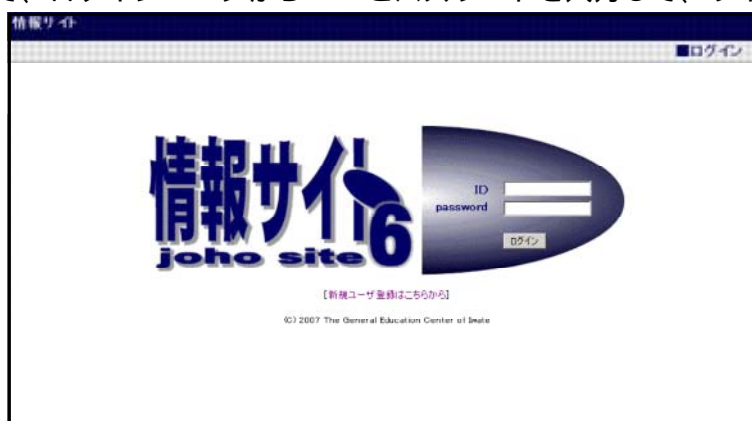 情報サイト
■ログイン
情報サイト6
joho site
ID
password
ログイン
[新規ユーザ登録はこちらから]
(C) 2007 The General Education Center of Iwate